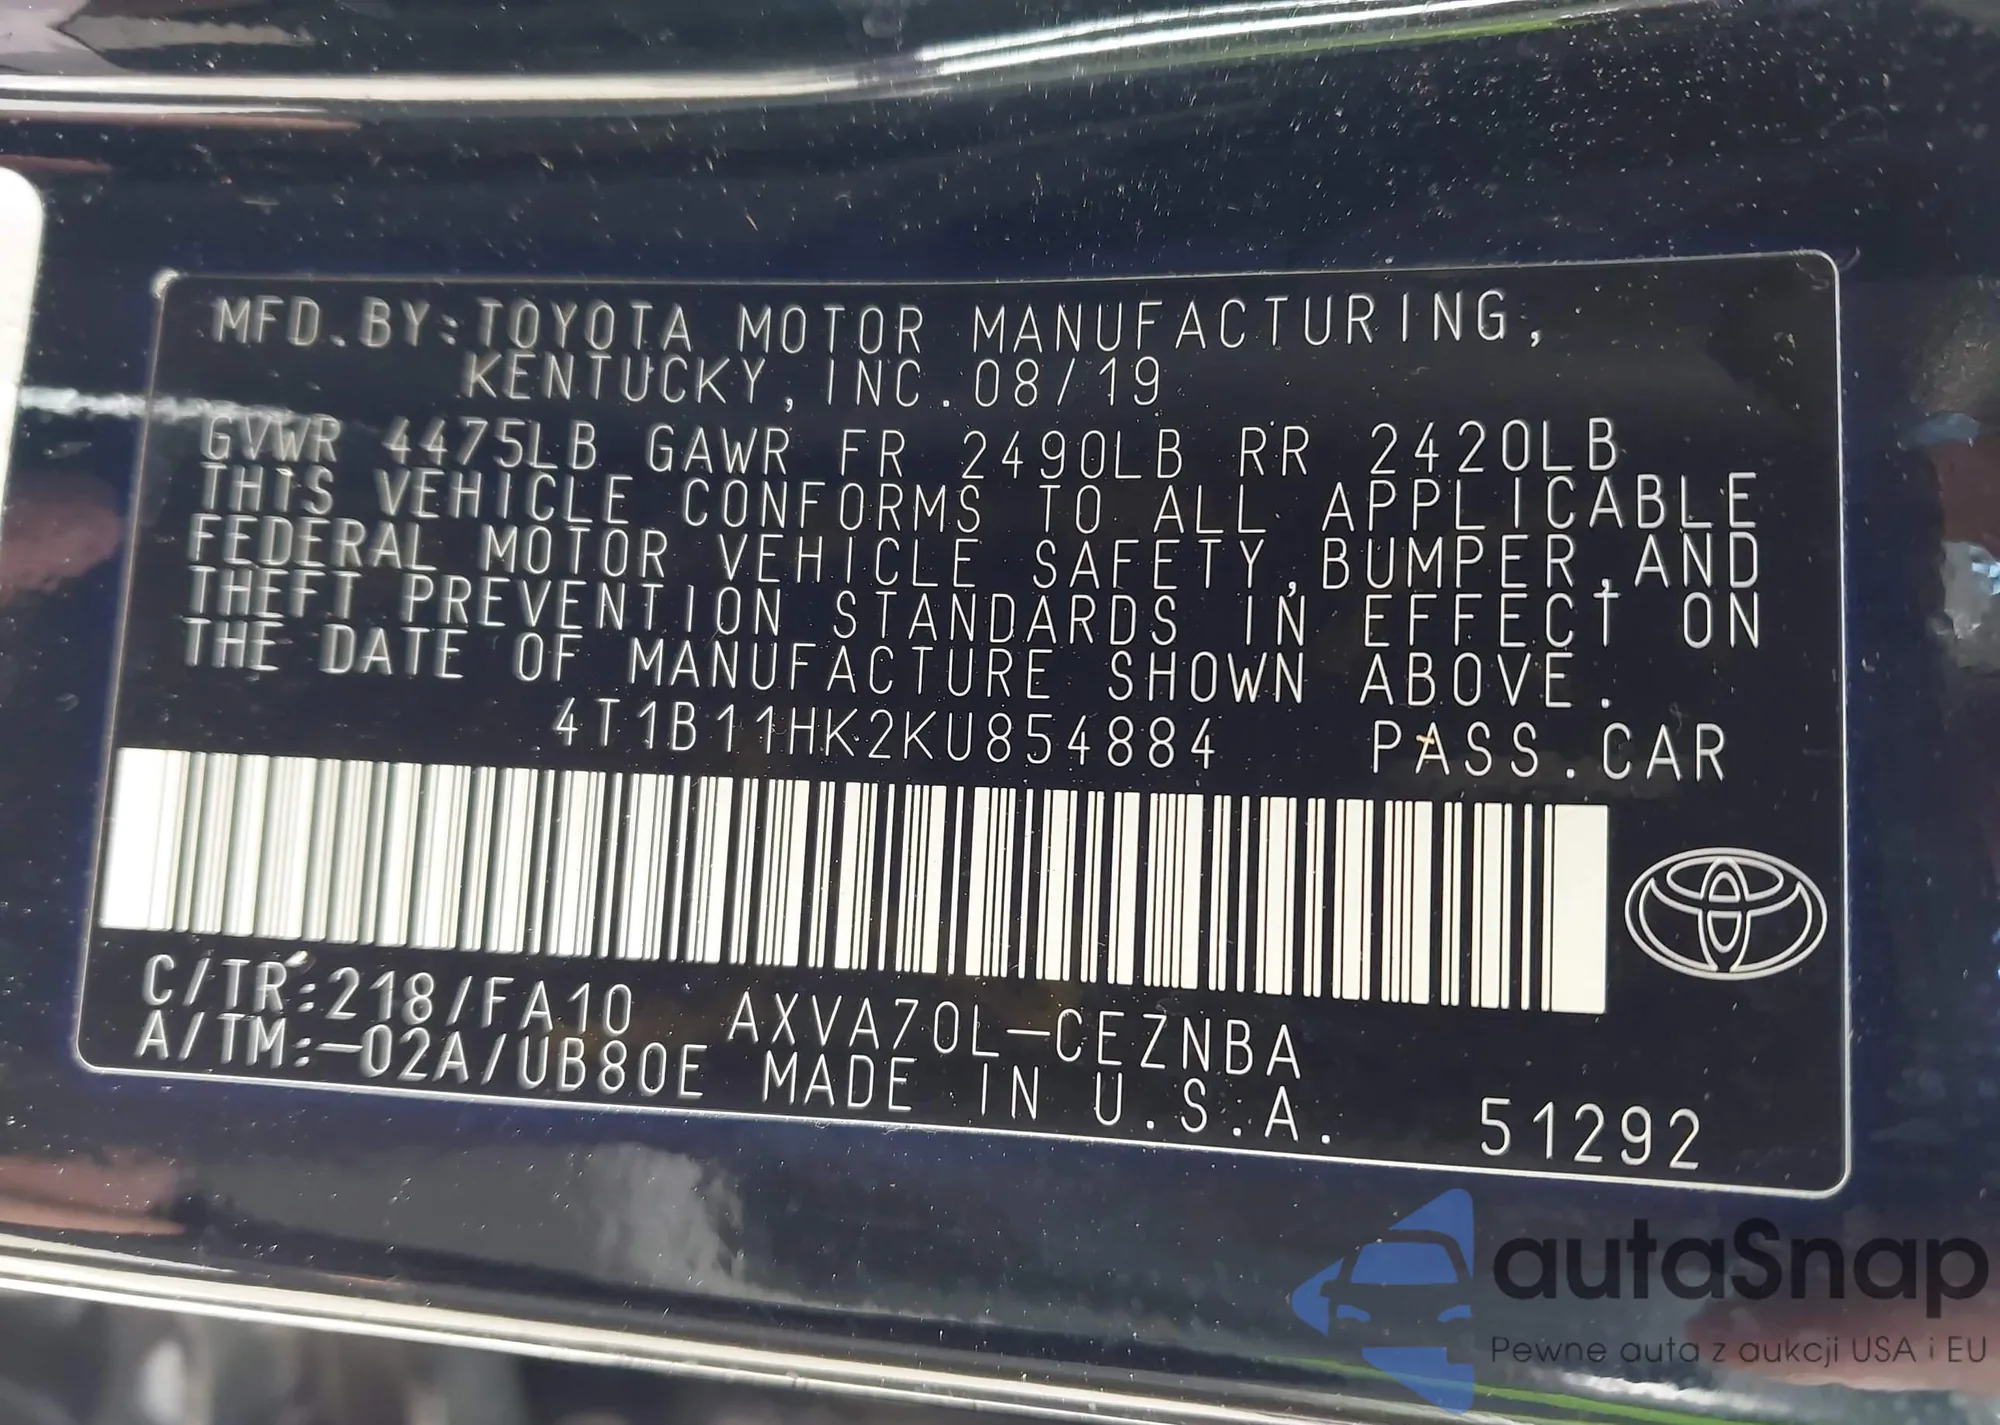 MFD.BY:TOYOTA MOTOR MANUFACTURING,
KENTUCKY, INC.08/19
GVWR 4475LB GAWR FR 2490LB RR 2420LB
THIS VEHICLE CONFORMS TO ALL APPLICABLE
FEDERAL MOTOR VEHICLE SAFETY,BUMPER,AND
THEFT PREVENTION STANDARDS IN EFFECT ON
THE DATE OF MANUFACTURE SHOWN ABOVE.
4T1B11HK2KU854884 PASS.CAR
C/TR:218/FA10 AXVA70L-CEZNBA
A/TM:-02A/UB80E MADE IN U.S.A. 51292
autaSnap
Pewne auta z aukcji USA i EU